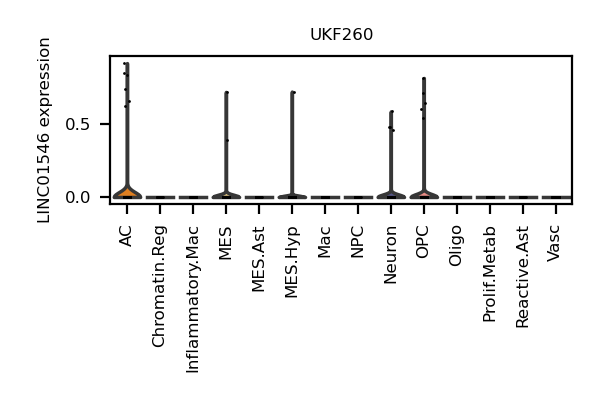 UKF260
LINC01546 expression
0.5
0.0
AC
Chromatin.Reg
Inflammatory.Mac
MES
MES.Ast
MES.Hyp
Mac
NPC
Neuron
OPC
Oligo
Prolif.Metab
Reactive.Ast
Vasc